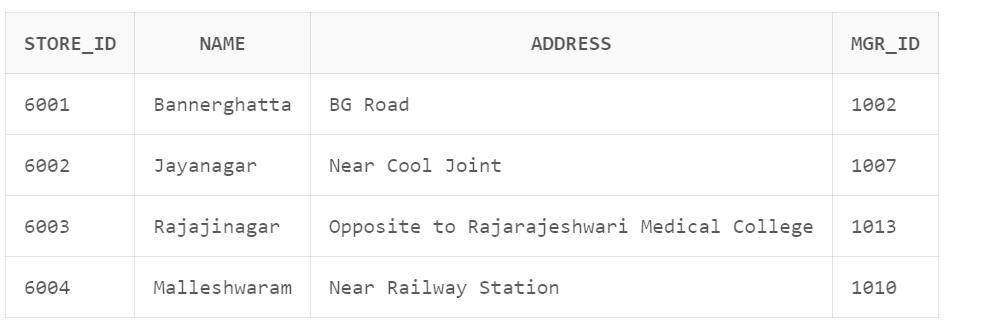 STORE_ID NAME ADDRESS MGR_ID
6001 Bannerghatta BG Road 1002
6002 Jayanagar Near Cool Joint 1007
6003 Rajajinagar Opposite to Rajarajeshwari Medical College 1013
6004 Malleshwaram Near Railway Station 1010